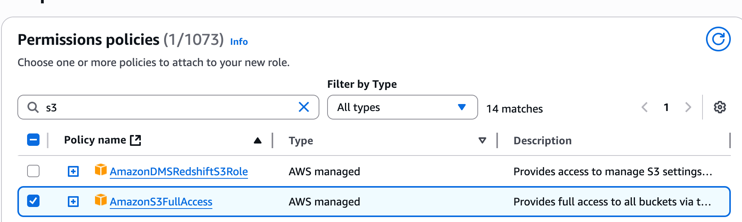 Permissions policies (1/1073) Info
Choose one or more policies to attach to your new role.
Filter by Type
s3 All types 14 matches 1
Policy name Type Description
AmazonDMSRedshiftS3Role AWS managed Provides access to manage S3 settings...
AmazonS3FullAccess AWS managed Provides full access to all buckets via t...